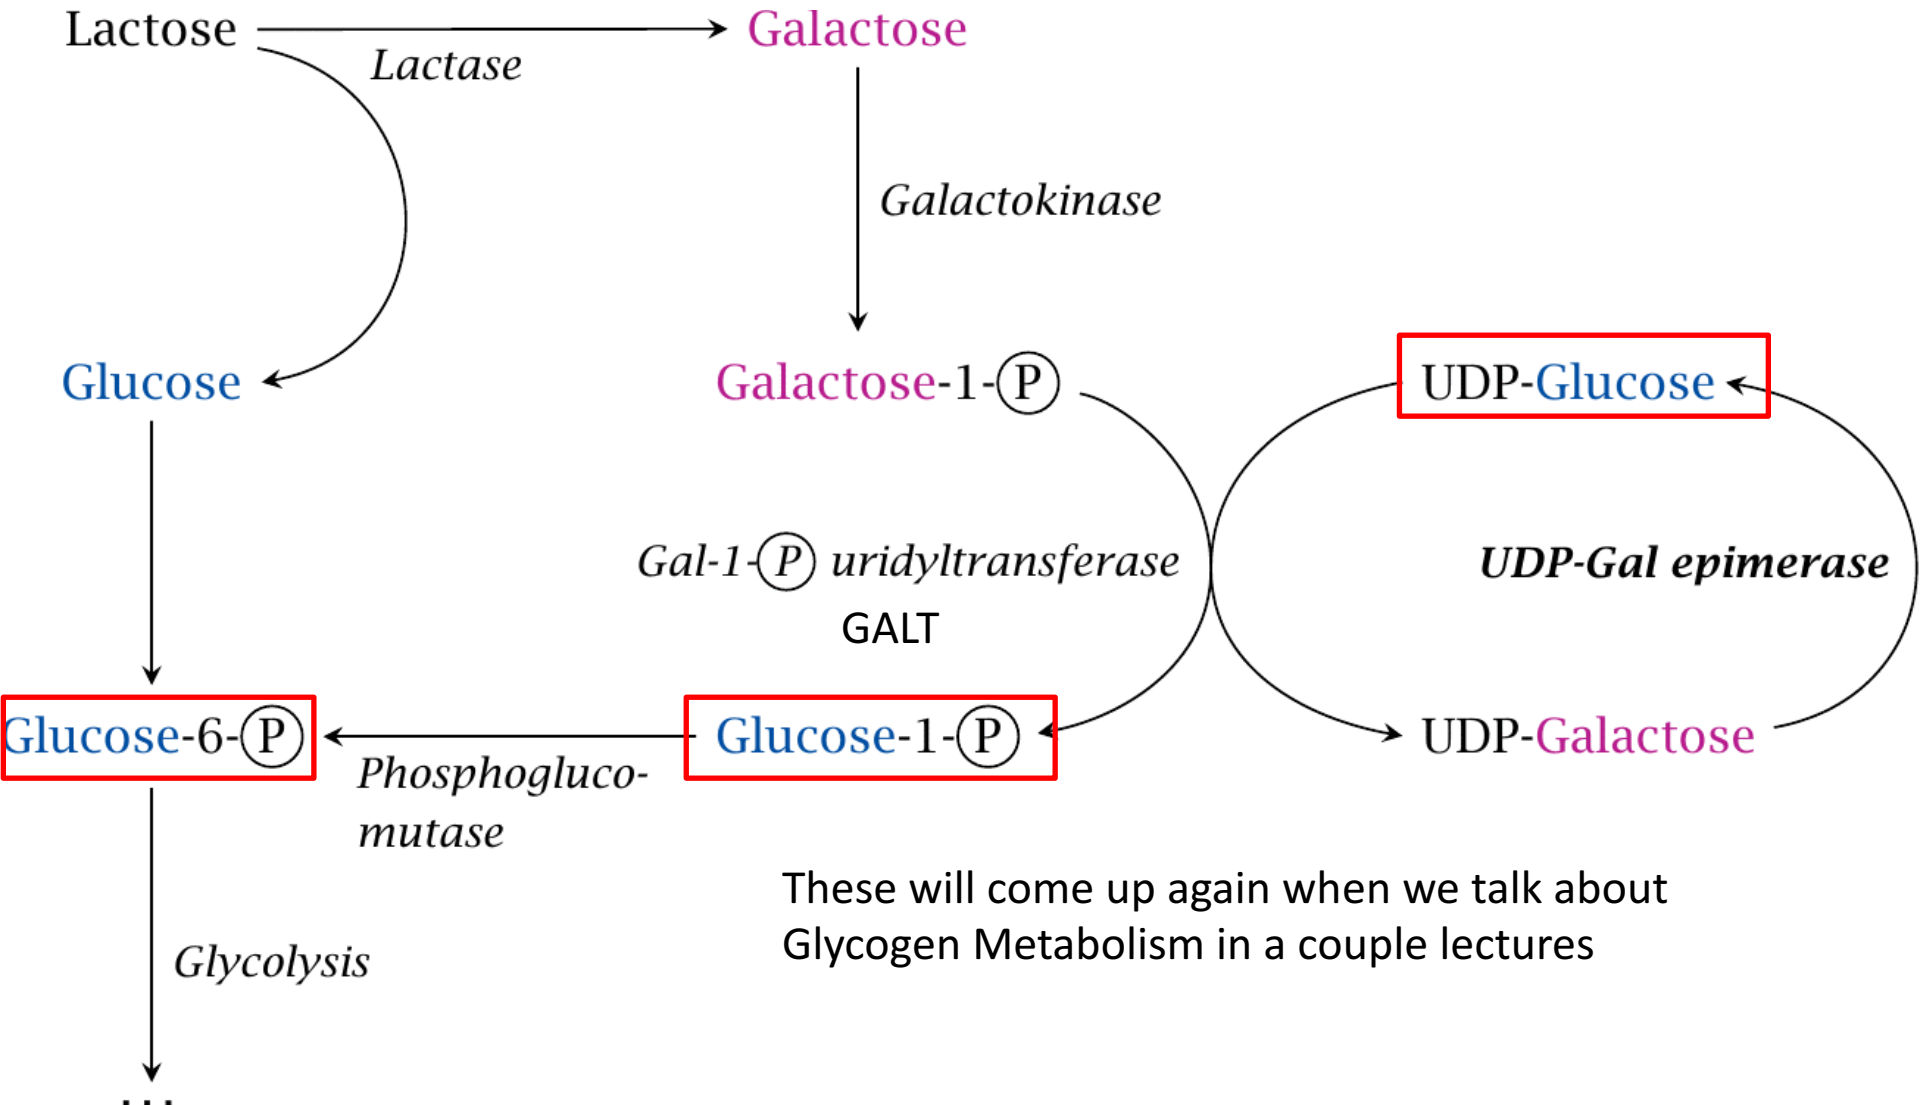 Lactose
Galactose
Lactase
Galactokinase
Glucose
Galactose-1-P
UDP-Glucose
Gal-1-P uridyltransferase
UDP-Gal epimerase
GALT
Glucose-6-P
Glucose-1-P
UDP-Galactose
Phosphogluco-
mutase
These will come up again when we talk about
Glycogen Metabolism in a couple lectures
Glycolysis
...